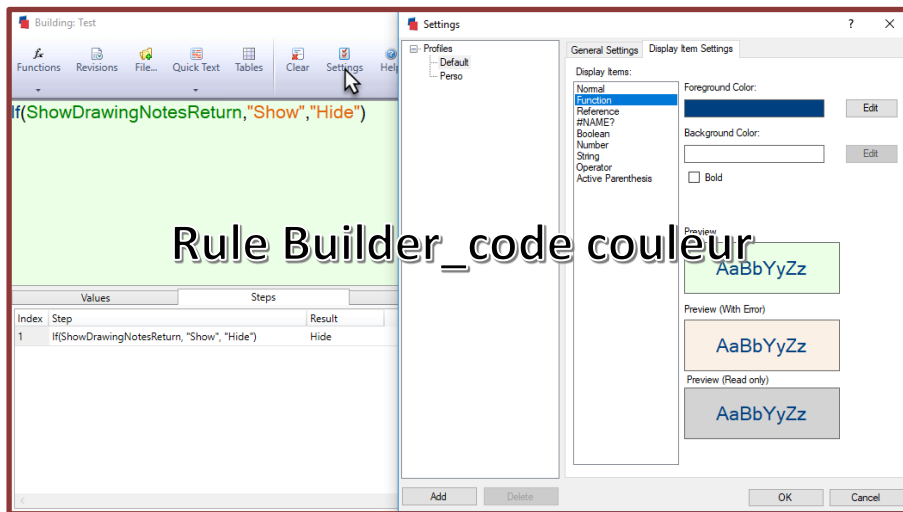 Building: Test
fx
Functions
Revisions
File...
Quick Text
Tables
Clear
Settings
Hel
If(ShowDrawingNotesReturn,"Show","Hide")
Values
Steps
Index
Step
Result
1
If(ShowDrawingNotesReturn, "Show", "Hide")
Hide
Rule Builder_code couleur
Settings
?
Profiles
Default
Perso
Add
Delete
General Settings
Display Item Settings
Display Items:
Normal
Function
Reference
#NAME?
Boolean
Number
String
Operator
Active Parenthesis
Foreground Color:
Edit
Background Color:
Edit
Bold
Preview
AaBbYyZz
Preview (With Error)
AaBbYyZz
Preview (Read only)
AaBbYyZz
OK
Cancel